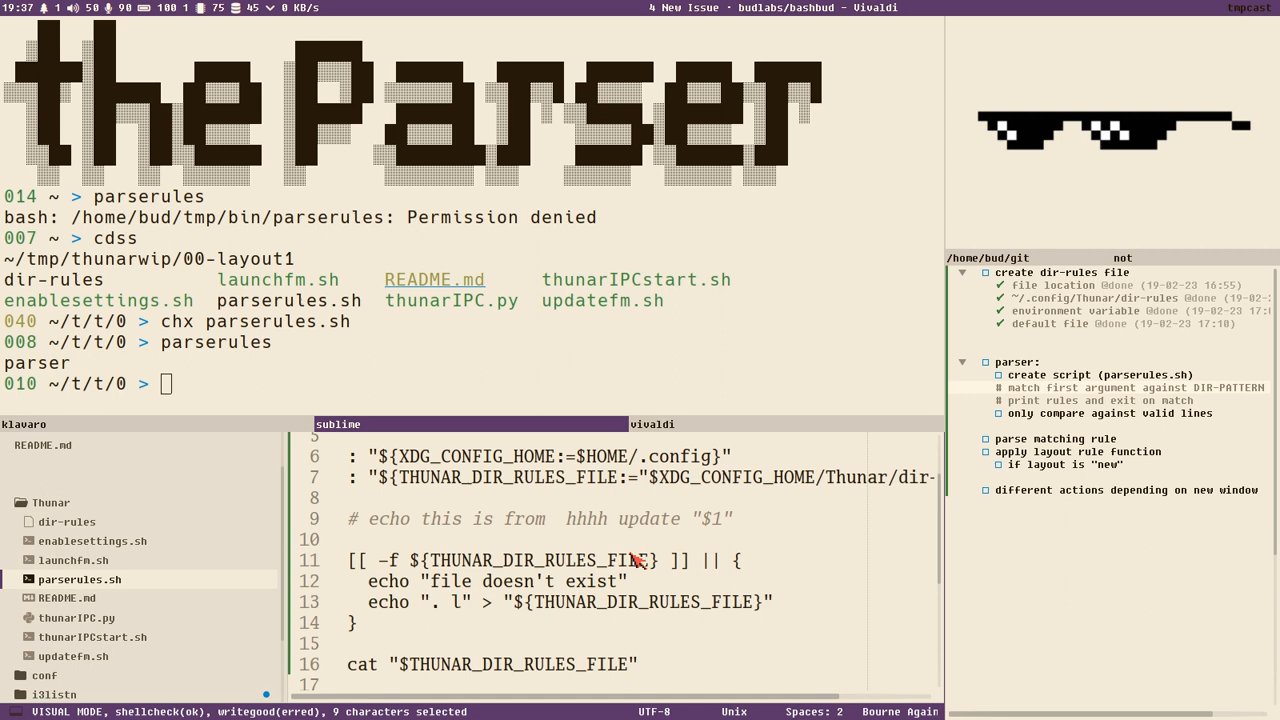 19:37 1 50 90 100 1 75 45 0 KB/s
4 New Issue · budlabs/bashbud – Vivaldi
tmpcast
the Parser
014 ~ > parserules
bash: /home/bud/tmp/bin/parserules: Permission denied
007 ~ > cdss
~/tmp/thunarwip/00-layout1
dir-rules launchfm.sh README.md thunarIPCstart.sh
enablesettings.sh parserules.sh thunarIPC.py updatefm.sh
040 ~/t/t/0 > chx parserules.sh
008 ~/t/t/0 > parserules
parser
010 ~/t/t/0 >
klavaro sublime vivaldi
README.md
Thunar
dir-rules
enablesettings.sh
launchfm.sh
parserules.sh
README.md
thunarIPC.py
thunarIPCstart.sh
updatefm.sh
conf
i3listn
5
6 : "${XDG_CONFIG_HOME:=$HOME/.config}"
7 : "${THUNAR_DIR_RULES_FILE:="$XDG_CONFIG_HOME/Thunar/dir-
8
9 # echo this is from  hhhh update "$1"
10
11 [[ -f ${THUNAR_DIR_RULES_FILE} ]] || {
12 echo "file doesn't exist"
13 echo ". l" > "${THUNAR_DIR_RULES_FILE}"
14 }
15
16 cat "$THUNAR_DIR_RULES_FILE"
17
/home/bud/git not
create dir-rules file
✔ file location @done (19-02-23 16:55)
✔ ~/.config/Thunar/dir-rules @done (19-02-
✔ environment variable @done (19-02-23 17:
✔ default file @done (19-02-23 17:10)
parser:
create script (parserules.sh)
# match first argument against DIR-PATTERN
# print rules and exit on match
only compare against valid lines
parse matching rule
apply layout rule function
if layout is "new"
different actions depending on new window
VISUAL MODE, shellcheck(ok), writegood(erred), 9 characters selected UTF-8 Unix Spaces: 2 Bourne Again